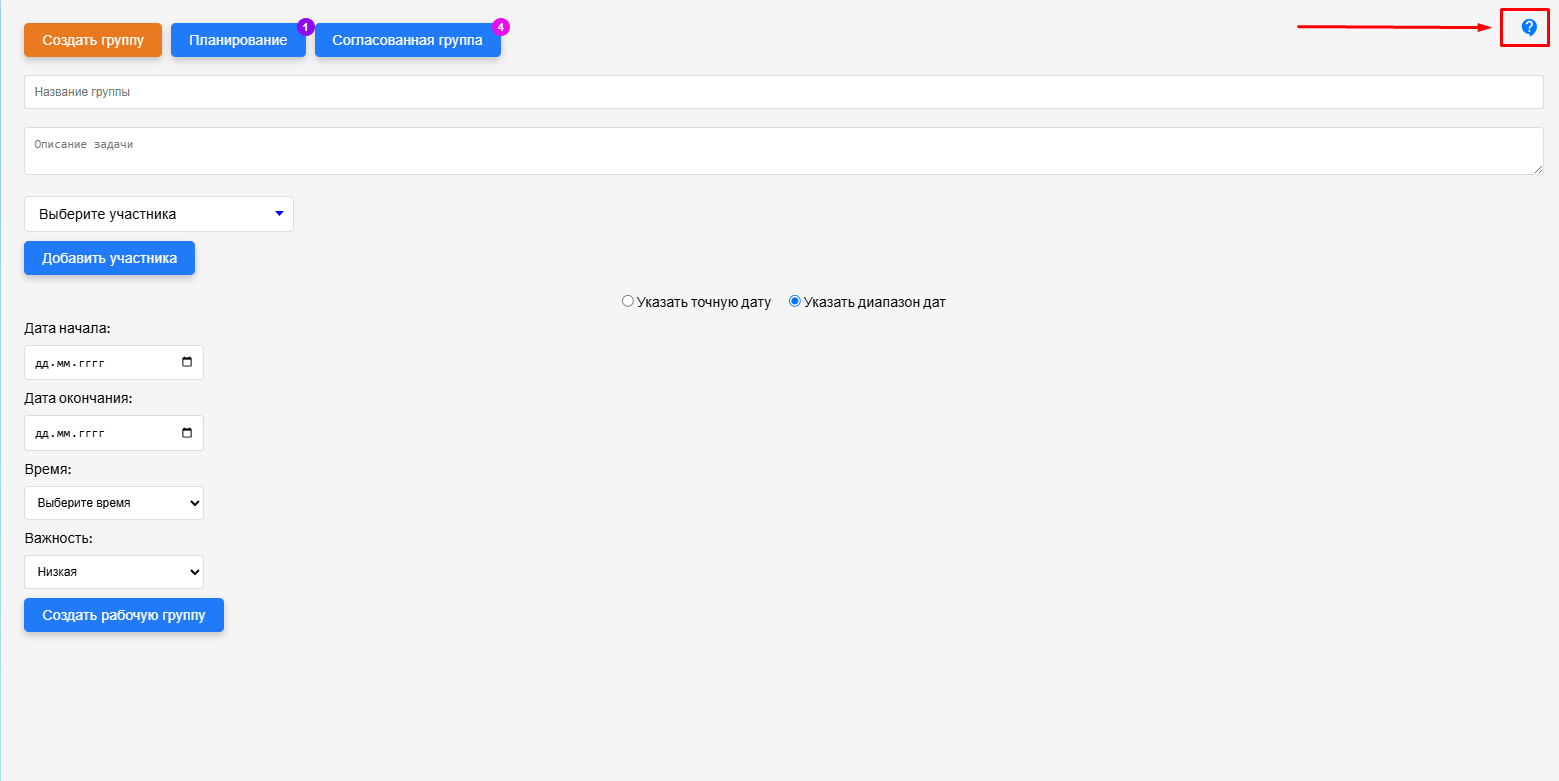 Создать группу Планирование 1 Согласованная группа 4 ?
Название группы
Описание задачи
Выберите участника
Добавить участника
Указать точную дату Указать диапазон дат
Дата начала:
дд.мм.гггг
Дата окончания:
дд.мм.гггг
Время:
Выберите время
Важность:
Низкая
Создать рабочую группу